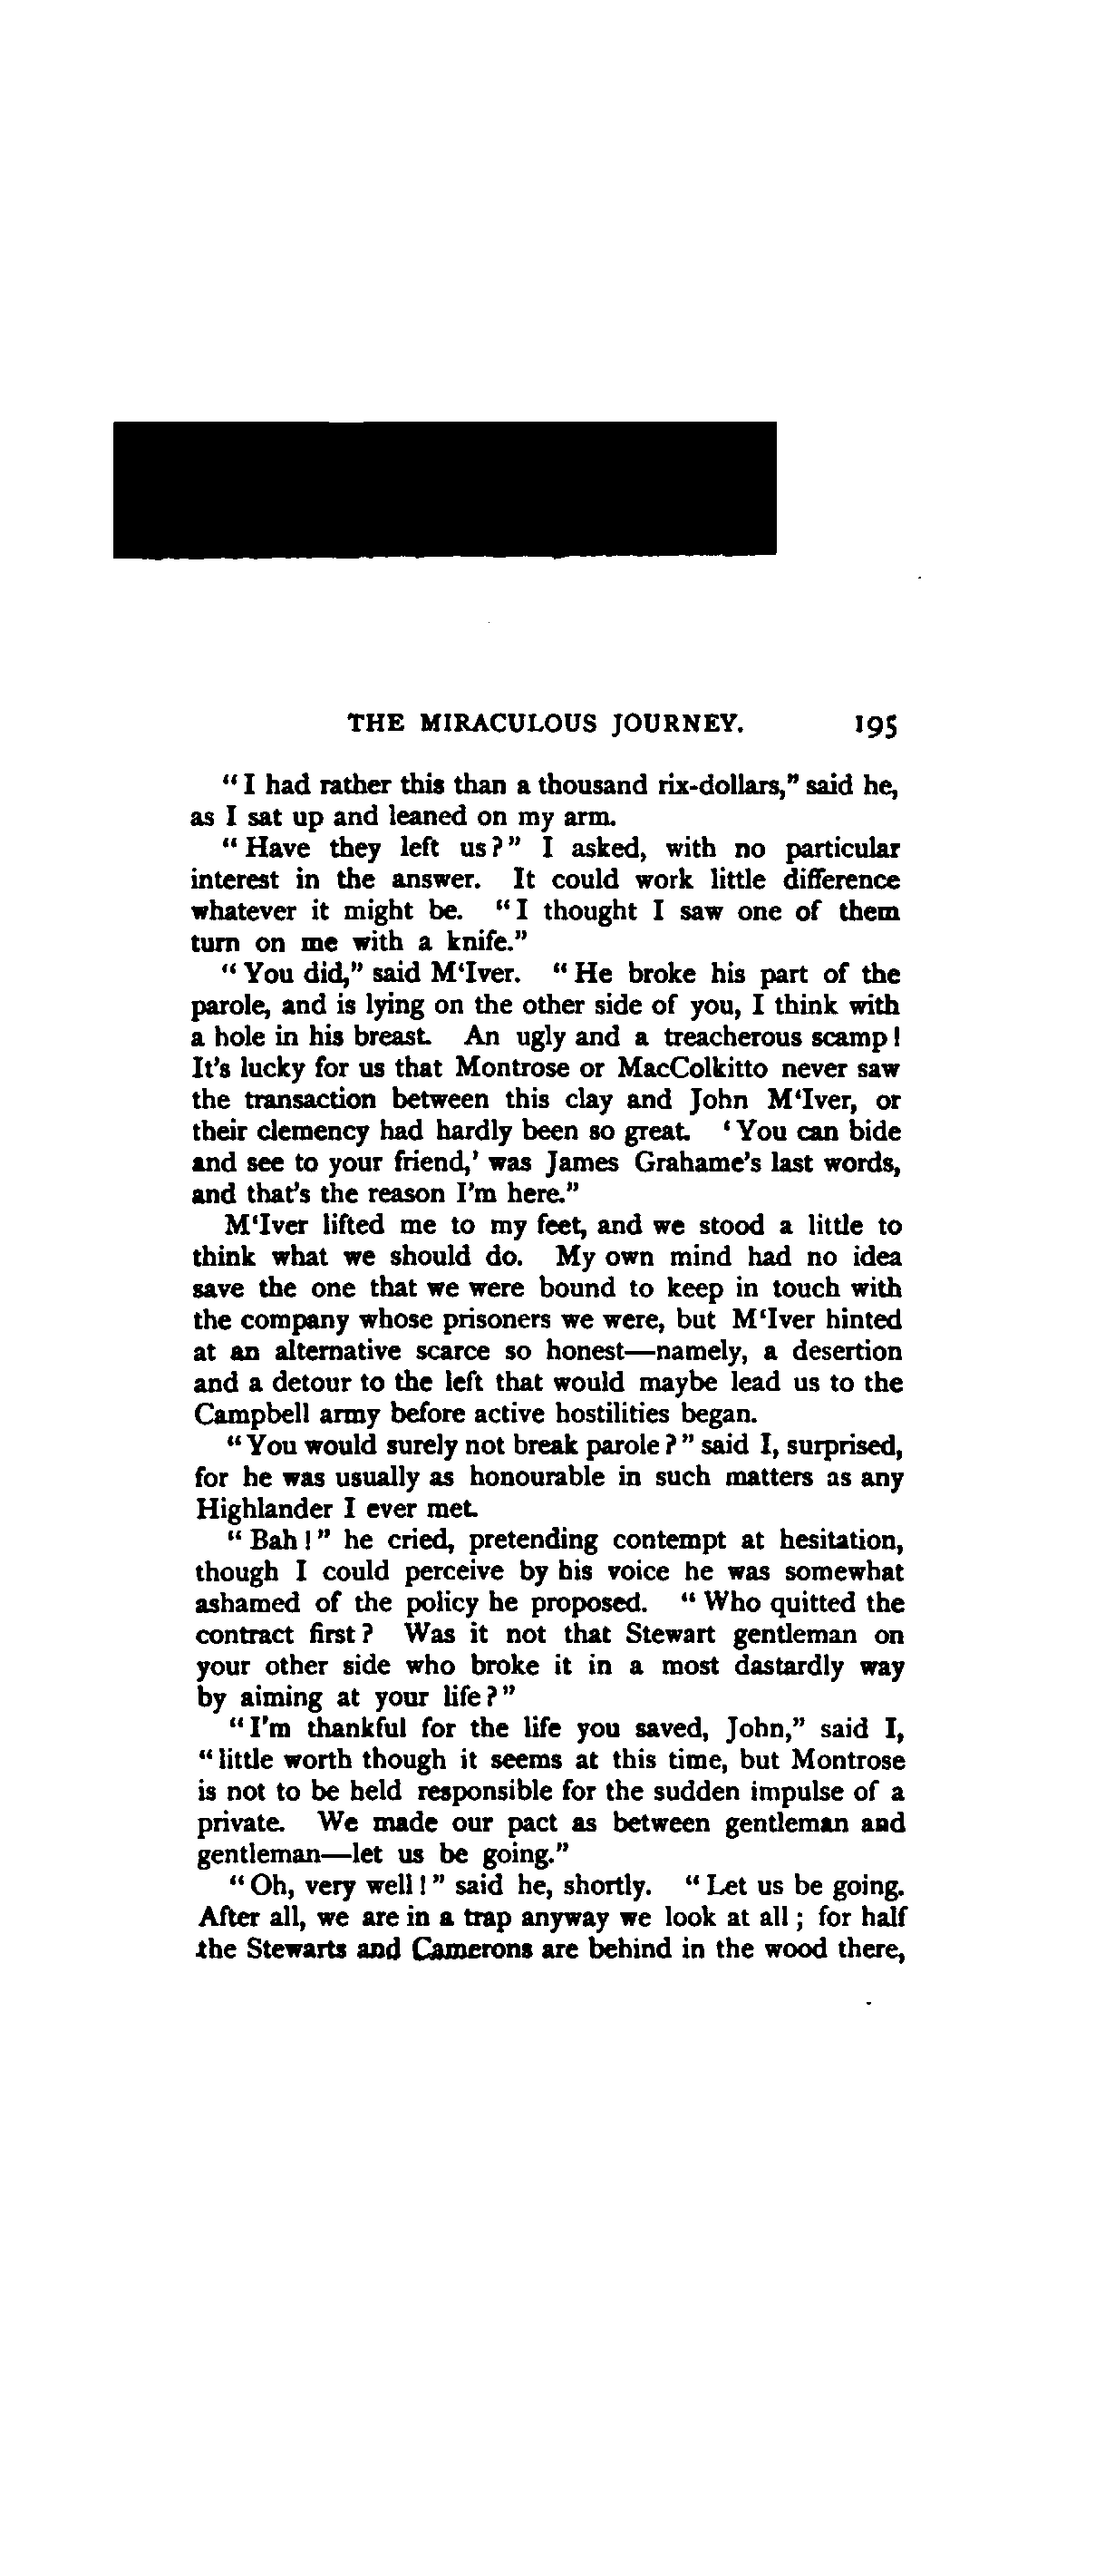 THE MIRACULOUS JOURNEY. 195
"I had rather this than a thousand rix-dollars," said he,
as I sat up and leaned on my arm.
"Have they left us?" I asked, with no particular
interest in the answer. It could work little difference
whatever it might be. "I thought I saw one of them
turn on me with a knife."
"You did," said M‘Iver. "He broke his part of the
parole, and is lying on the other side of you, I think with
a hole in his breast. An ugly and a treacherous scamp!
It's lucky for us that Montrose or MacColkitto never saw
the transaction between this clay and John M‘Iver, or
their clemency had hardly been so great. ‘You can bide
and see to your friend,’ was James Grahame's last words,
and that's the reason I'm here."
M‘Iver lifted me to my feet, and we stood a little to
think what we should do. My own mind had no idea
save the one that we were bound to keep in touch with
the company whose prisoners we were, but M‘Iver hinted
at an alternative scarce so honest—namely, a desertion
and a detour to the left that would maybe lead us to the
Campbell army before active hostilities began.
"You would surely not break parole?" said I, surprised,
for he was usually as honourable in such matters as any
Highlander I ever met.
"Bah!" he cried, pretending contempt at hesitation,
though I could perceive by his voice he was somewhat
ashamed of the policy he proposed. "Who quitted the
contract first? Was it not that Stewart gentleman on
your other side who broke it in a most dastardly way
by aiming at your life?"
"I'm thankful for the life you saved, John," said I,
"little worth though it seems at this time, but Montrose
is not to be held responsible for the sudden impulse of a
private. We made our pact as between gentleman and
gentleman—let us be going."
"Oh, very well!" said he, shortly. "Let us be going.
After all, we are in a trap anyway we look at all; for half
the Stewarts and Camerons are behind in the wood there,